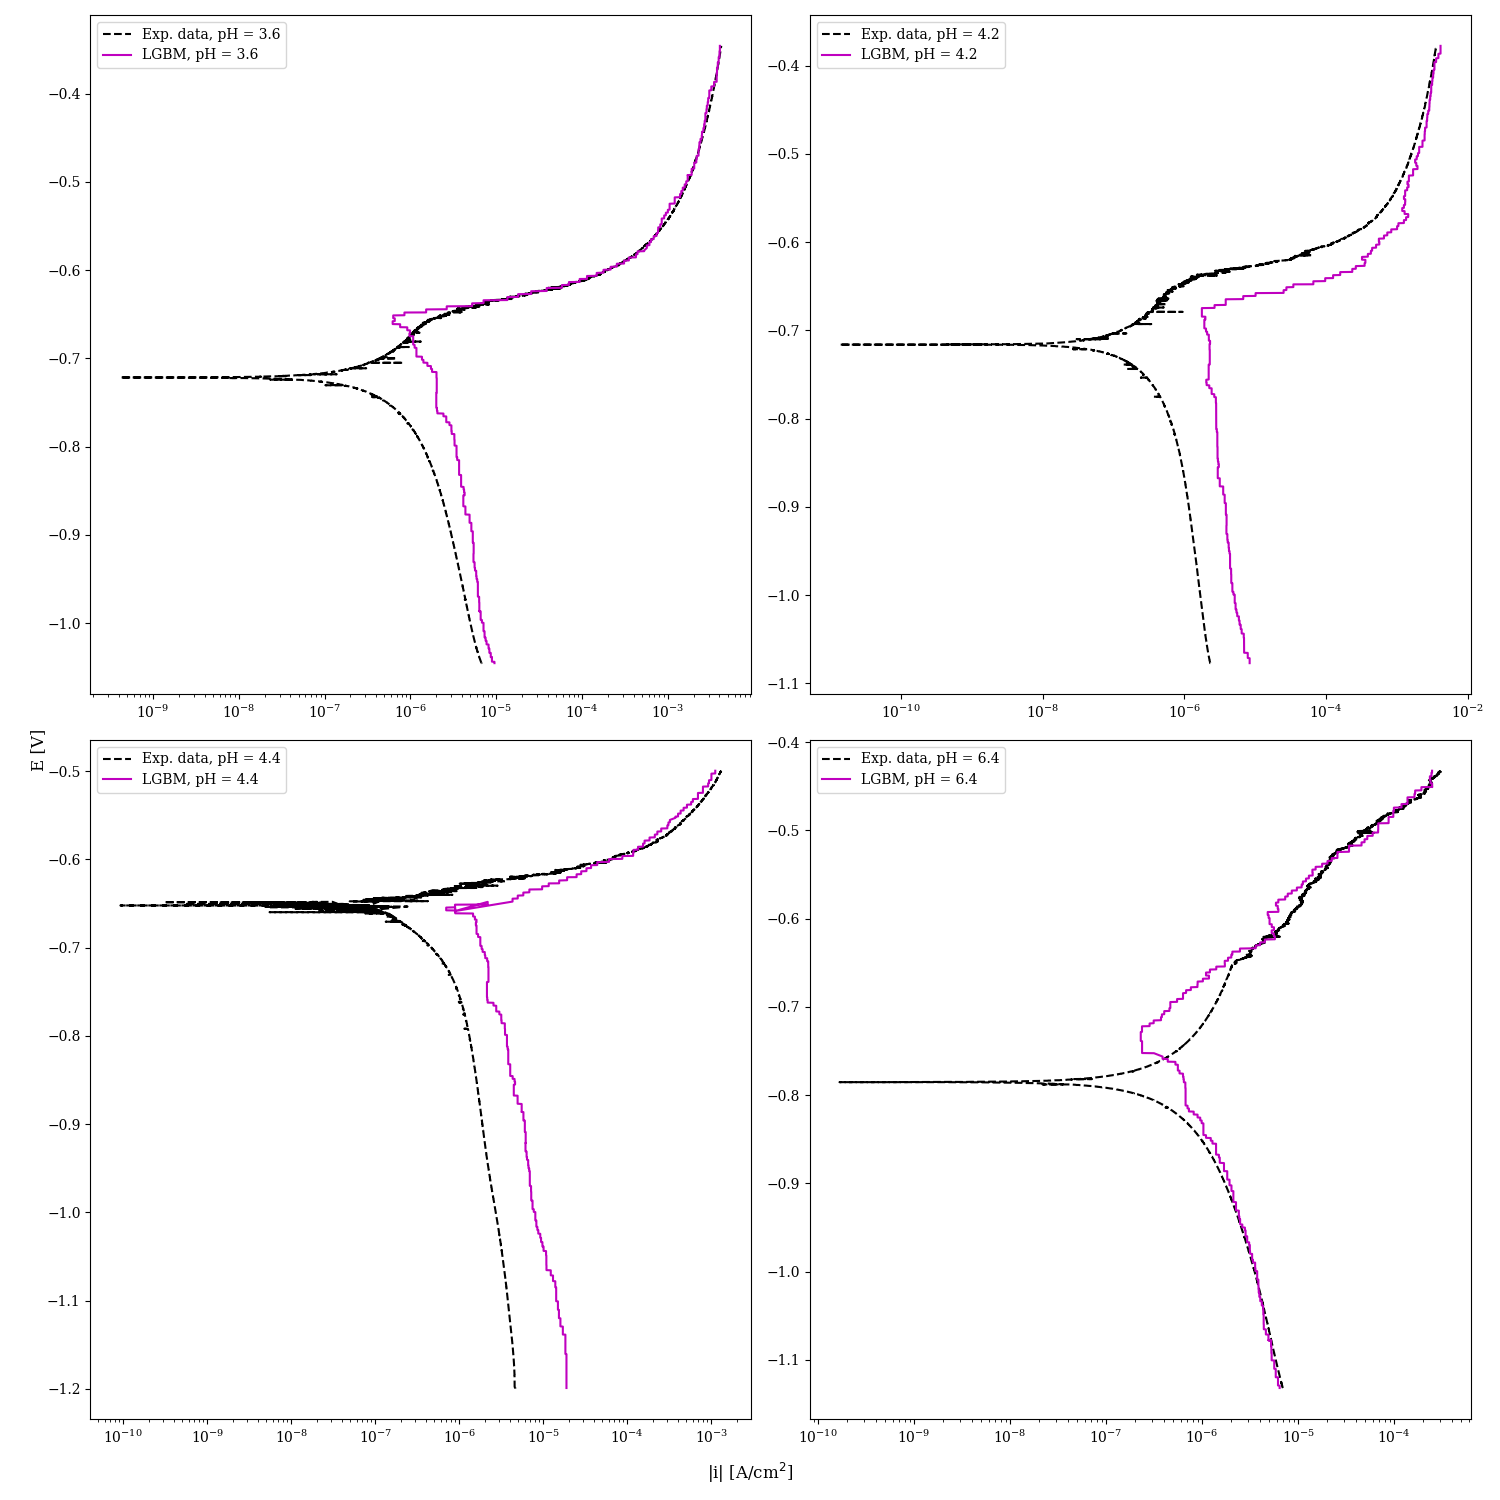 Exp. data, pH = 3.6
LGBM, pH = 3.6
−0.4
−0.5
−0.6
−0.7
−0.8
−0.9
−1.0
10⁻⁹ 10⁻⁸ 10⁻⁷ 10⁻⁶ 10⁻⁵ 10⁻⁴ 10⁻³
Exp. data, pH = 4.2
LGBM, pH = 4.2
−0.4
−0.5
−0.6
−0.7
−0.8
−0.9
−1.0
−1.1
10⁻¹⁰ 10⁻⁸ 10⁻⁶ 10⁻⁴ 10⁻²
E [V]
Exp. data, pH = 4.4
LGBM, pH = 4.4
−0.5
−0.6
−0.7
−0.8
−0.9
−1.0
−1.1
−1.2
10⁻¹⁰ 10⁻⁹ 10⁻⁸ 10⁻⁷ 10⁻⁶ 10⁻⁵ 10⁻⁴ 10⁻³
Exp. data, pH = 6.4
LGBM, pH = 6.4
−0.4
−0.5
−0.6
−0.7
−0.8
−0.9
−1.0
−1.1
10⁻¹⁰ 10⁻⁹ 10⁻⁸ 10⁻⁷ 10⁻⁶ 10⁻⁵ 10⁻⁴
|i| [A/cm²]